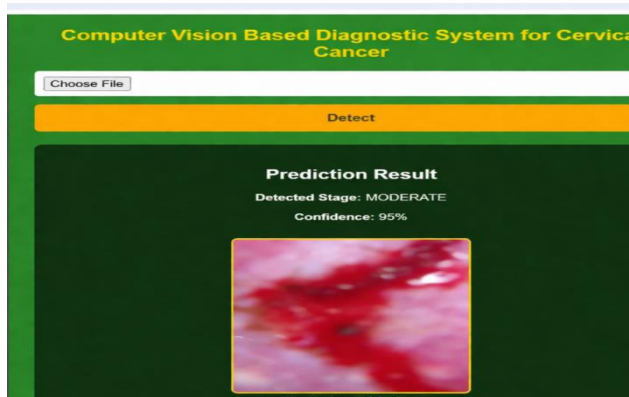 Computer Vision Based Diagnostic System for Cervica
Cancer
Choose File
Detect
Prediction Result
Detected Stage: MODERATE
Confidence: 95%